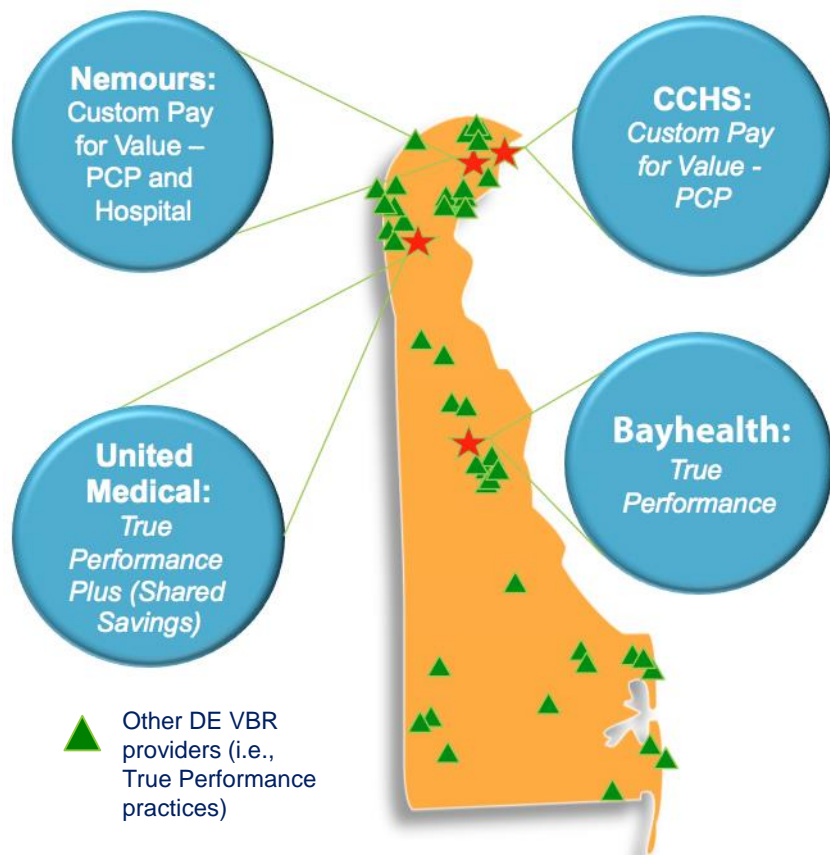 Nemours:
Custom Pay
for Value –
PCP and
Hospital
CCHS:
Custom Pay
for Value -
PCP
United
Medical:
True
Performance
Plus (Shared
Savings)
Bayhealth:
True
Performance
Other DE VBR
providers (i.e.,
True Performance
practices)